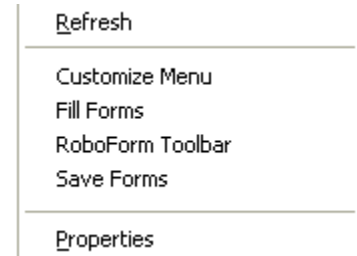 Refresh
Customize Menu
Fill Forms
RoboForm Toolbar
Save Forms
Properties